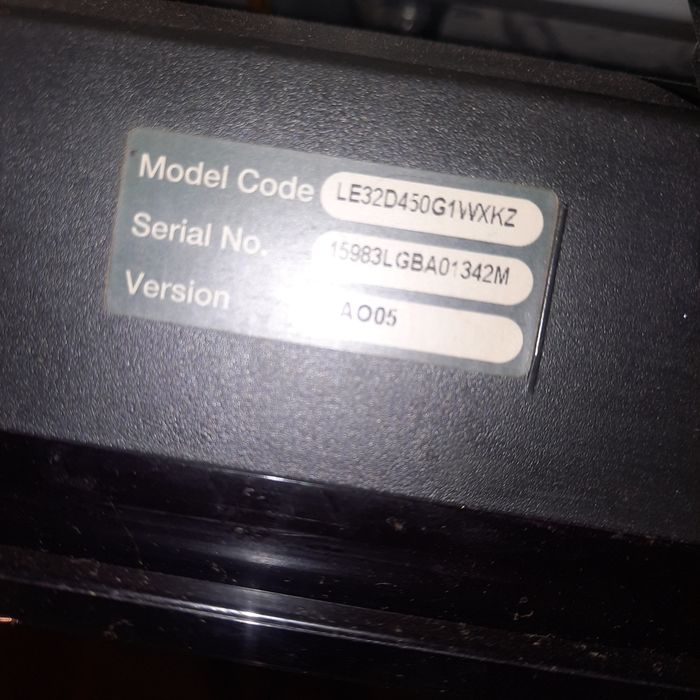 Model Code LE32D450G1WXKZ
Serial No. 15983LGBA01342M
Version AO05